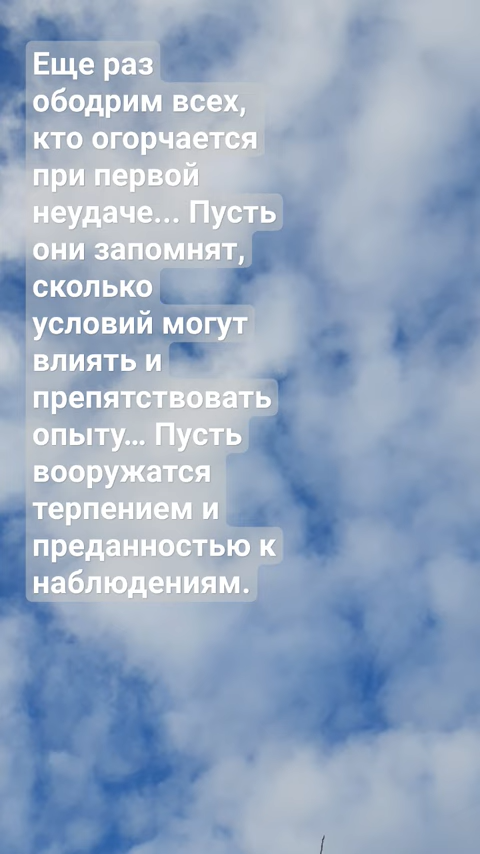 Еще раз
ободрим всех,
кто огорчается
при первой
неудаче... Пусть
они запомнят,
сколько
условий могут
влиять и
препятствовать
опыту... Пусть
вооружатся
терпением и
преданностью к
наблюдениям.